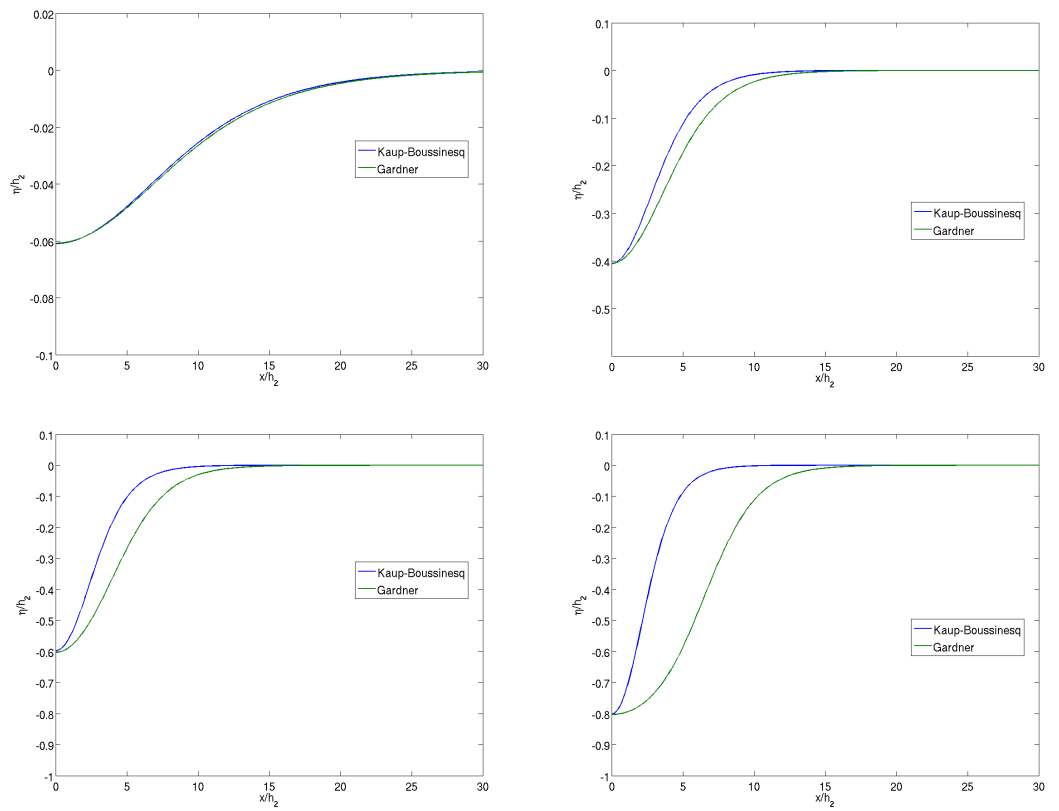 0.02
0
-0.02
-0.04
-0.06
-0.08
-0.1
η/h2
0 5 10 15 20 25 30
x/h2
Kaup-Boussinesq
Gardner
0.1
0
-0.1
-0.2
-0.3
-0.4
-0.5
η/h2
0 5 10 15 20 25 30
x/h2
Kaup-Boussinesq
Gardner
0.1
0
-0.1
-0.2
-0.3
-0.4
-0.5
-0.6
-0.7
-0.8
-0.9
-1
η/h2
0 5 10 15 20 25 30
x/h2
Kaup-Boussinesq
Gardner
0.1
0
-0.1
-0.2
-0.3
-0.4
-0.5
-0.6
-0.7
-0.8
-0.9
-1
η/h2
0 5 10 15 20 25 30
x/h2
Kaup-Boussinesq
Gardner